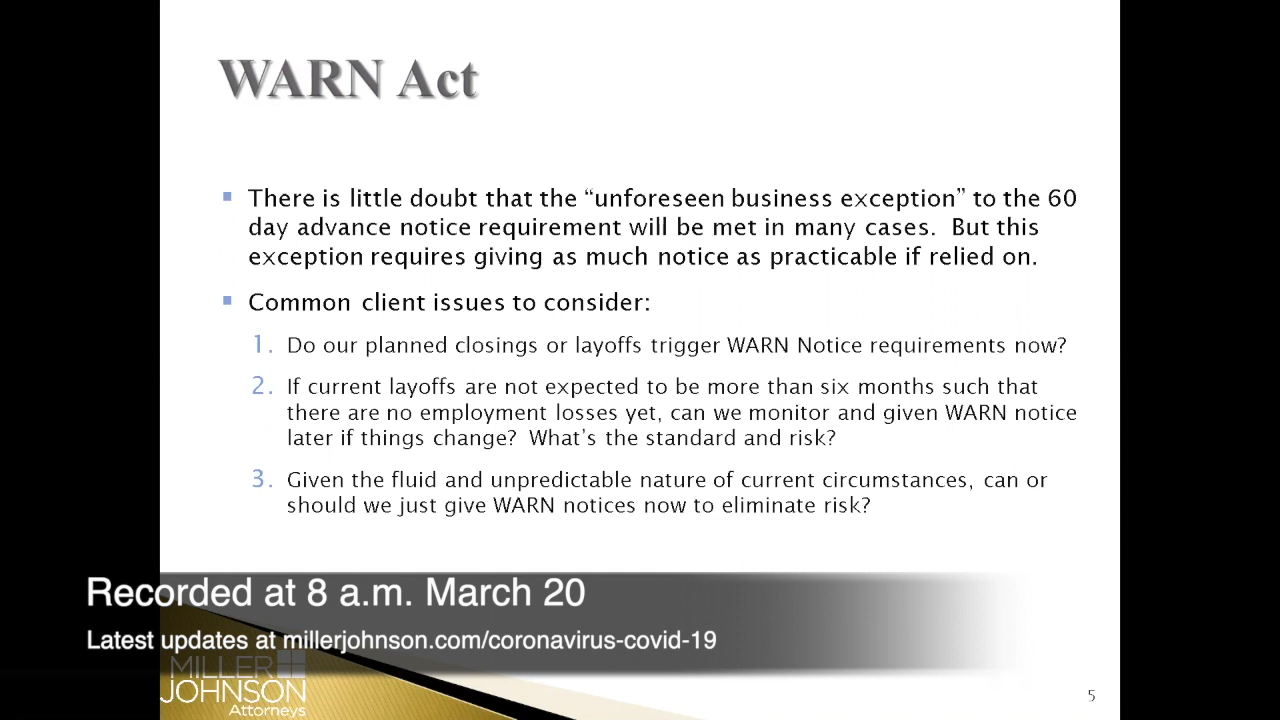 WARN Act
There is little doubt that the “unforeseen business exception” to the 60
day advance notice requirement will be met in many cases.  But this
exception requires giving as much notice as practicable if relied on.
Common client issues to consider:
1. Do our planned closings or layoffs trigger WARN Notice requirements now?
2. If current layoffs are not expected to be more than six months such that
there are no employment losses yet, can we monitor and given WARN notice
later if things change?  What’s the standard and risk?
3. Given the fluid and unpredictable nature of current circumstances, can or
should we just give WARN notices now to eliminate risk?
Recorded at 8 a.m. March 20
Latest updates at millerjohnson.com/coronavirus-covid-19
MILLER
JOHNSON
Attorneys
5